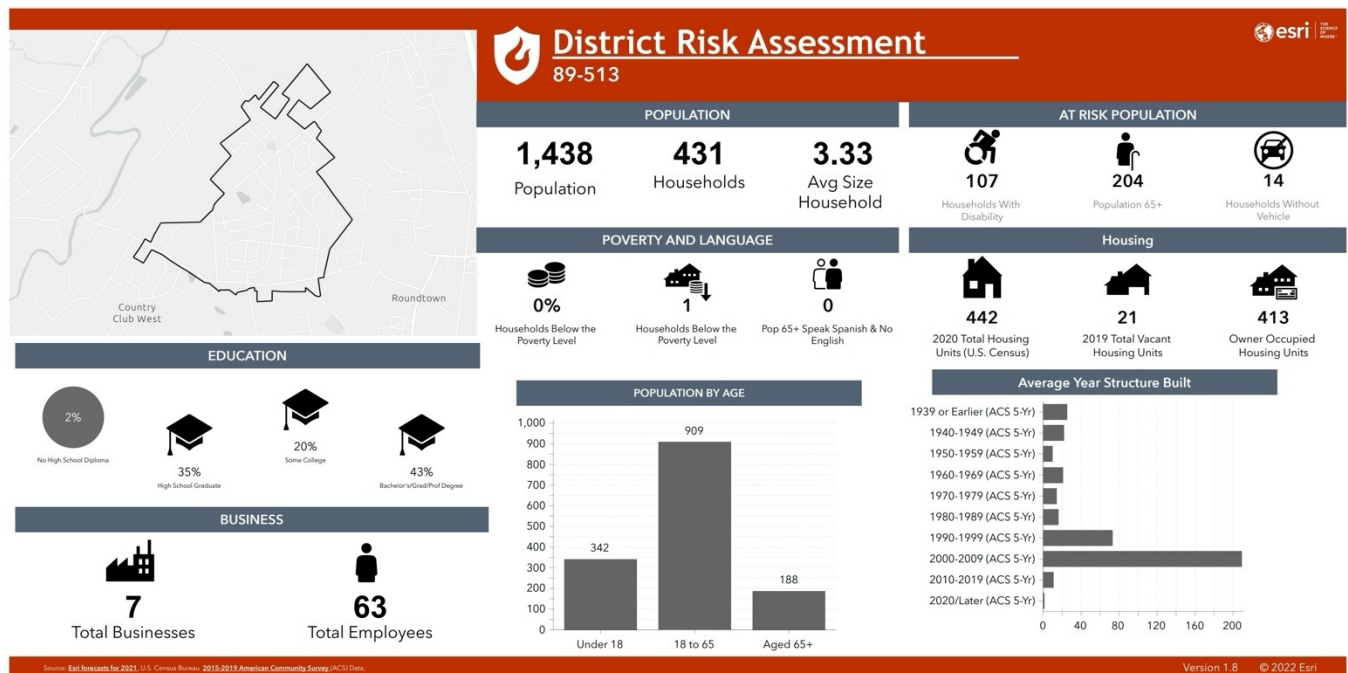 District Risk Assessment
89-513
esri
THE
SCIENCE
OF
WHERE
Country
Club West
Roundtown
POPULATION
1,438
Population
431
Households
3.33
Avg Size
Household
AT RISK POPULATION
107
Households With
Disability
204
Population 65+
14
Households Without
Vehicle
POVERTY AND LANGUAGE
0%
Households Below the
Poverty Level
1
Households Below the
Poverty Level
0
Pop 65+ Speak Spanish & No
English
Housing
442
2020 Total Housing
Units (U.S. Census)
21
2019 Total Vacant
Housing Units
413
Owner Occupied
Housing Units
EDUCATION
2%
No High School Diploma
35%
High School Graduate
20%
Some College
43%
Bachelor's/Grad/Prof Degree
BUSINESS
7
Total Businesses
63
Total Employees
POPULATION BY AGE
1,000
900
800
700
600
500
400
300
200
100
0
342
909
188
Under 18
18 to 65
Aged 65+
Average Year Structure Built
1939 or Earlier (ACS 5-Yr)
1940-1949 (ACS 5-Yr)
1950-1959 (ACS 5-Yr)
1960-1969 (ACS 5-Yr)
1970-1979 (ACS 5-Yr)
1980-1989 (ACS 5-Yr)
1990-1999 (ACS 5-Yr)
2000-2009 (ACS 5-Yr)
2010-2019 (ACS 5-Yr)
2020/Later (ACS 5-Yr)
0 40 80 120 160 200
Source: Esri forecasts for 2021, U.S. Census Bureau 2015-2019 American Community Survey (ACS) Data,
Version 1.8 © 2022 Esri